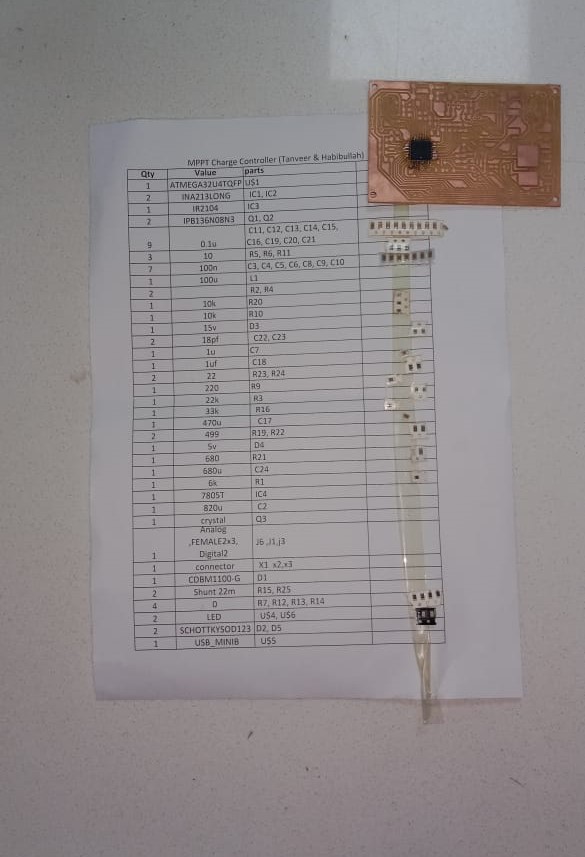 MPPT Charge Controller (Tanveer & Habibullah)
Qty Value parts
1 ATMEGA32U4TQFP U$1
2 INA213LONG IC1, IC2
1 IR2104 IC3
2 IPB136N08N3 Q1, Q2
9 0.1u C11, C12, C13, C14, C15,
C16, C19, C20, C21
3 10 R5, R6, R11
7 100n C3, C4, C5, C6, C8, C9, C10
1 100u L1
2 R2, R4
1 10k R20
1 10k R10
1 15v D3
2 18pf C22, C23
1 1u C7
1 1uf C18
2 22 R23, R24
1 220 R9
1 22k R3
1 33k R16
1 470u C17
2 499 R19, R22
1 5v D4
1 680 R21
1 680u C24
1 6k R1
1 7805T IC4
1 820u C2
1 crystal Q3
Analog
,FEMALE2x3,
1 Digital2 J6 ,J1,j3
1 connector X1 x2,x3
1 CDBM1100-G D1
2 Shunt 22m R15, R25
4 0 R7, R12, R13, R14
2 LED U$4, U$6
2 SCHOTTKYSOD123 D2, D5
1 USB_MINIB U$5